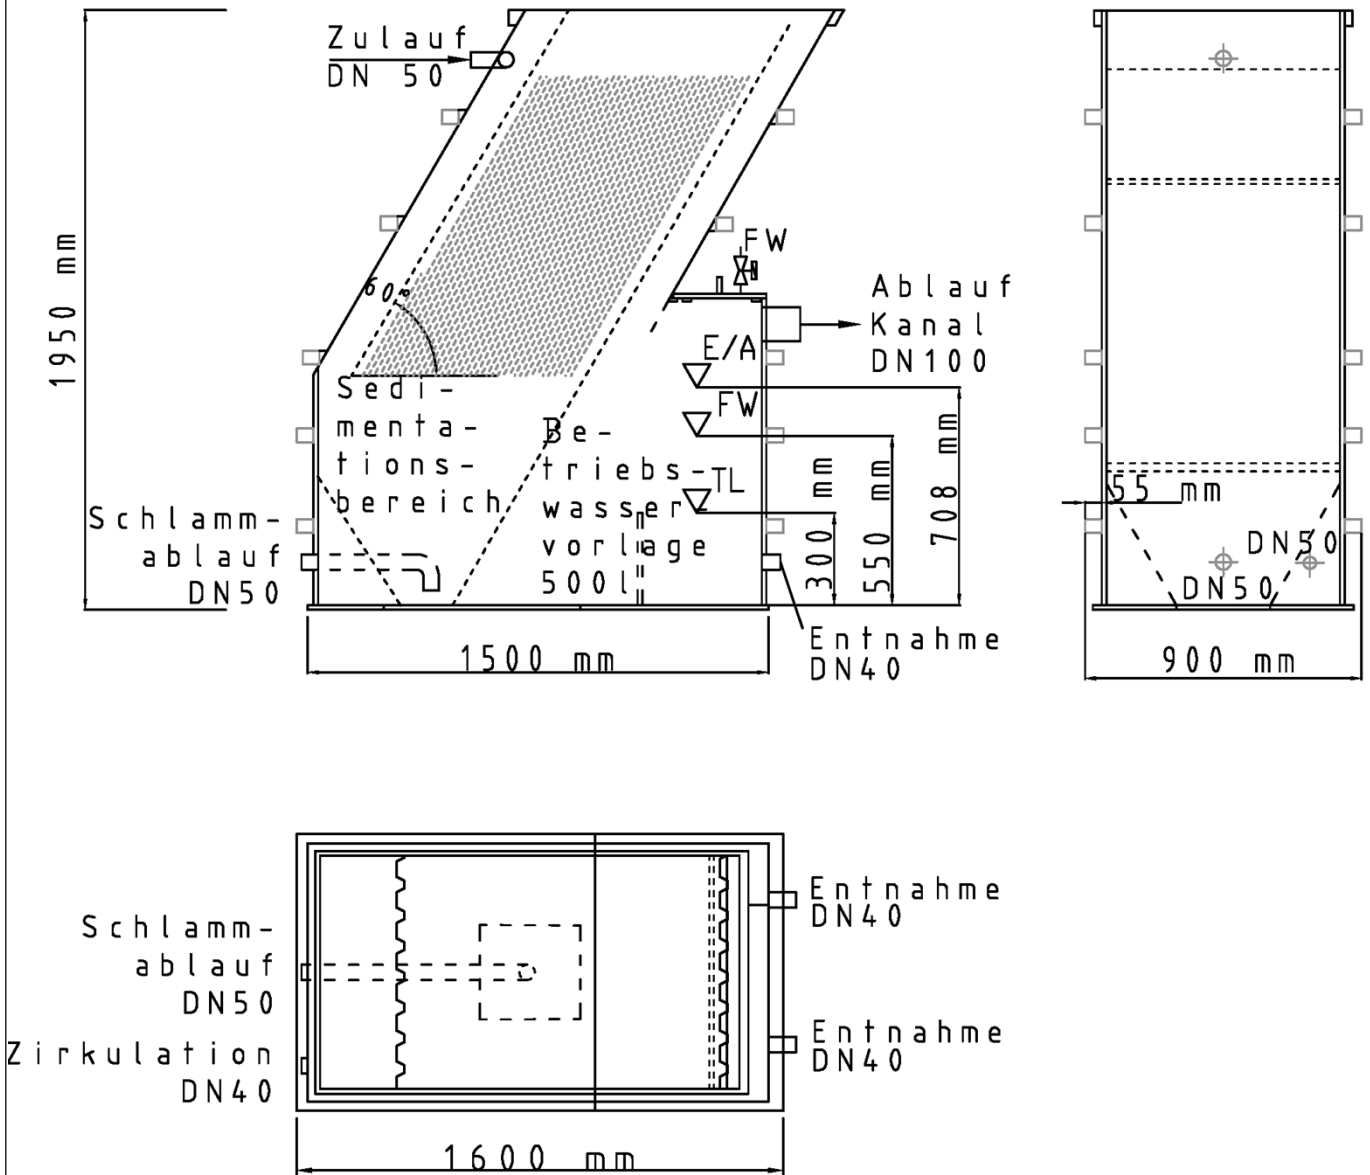 Zulauf
DN 50
1950 mm
60°
FW
Ablauf
Kanal
DN100
E/A
FW
TL
Sedi-
menta-
tions-
bereich
Be-
triebs-
wasser-
vorlage
500l
Schlamm-
ablauf
DN50
300 mm
550 mm
708 mm
Entnahme
DN40
1500 mm
55 mm
DN50
DN50
900 mm
Schlamm-
ablauf
DN50
Zirkulation
DN40
Entnahme
DN40
Entnahme
DN40
1600 mm